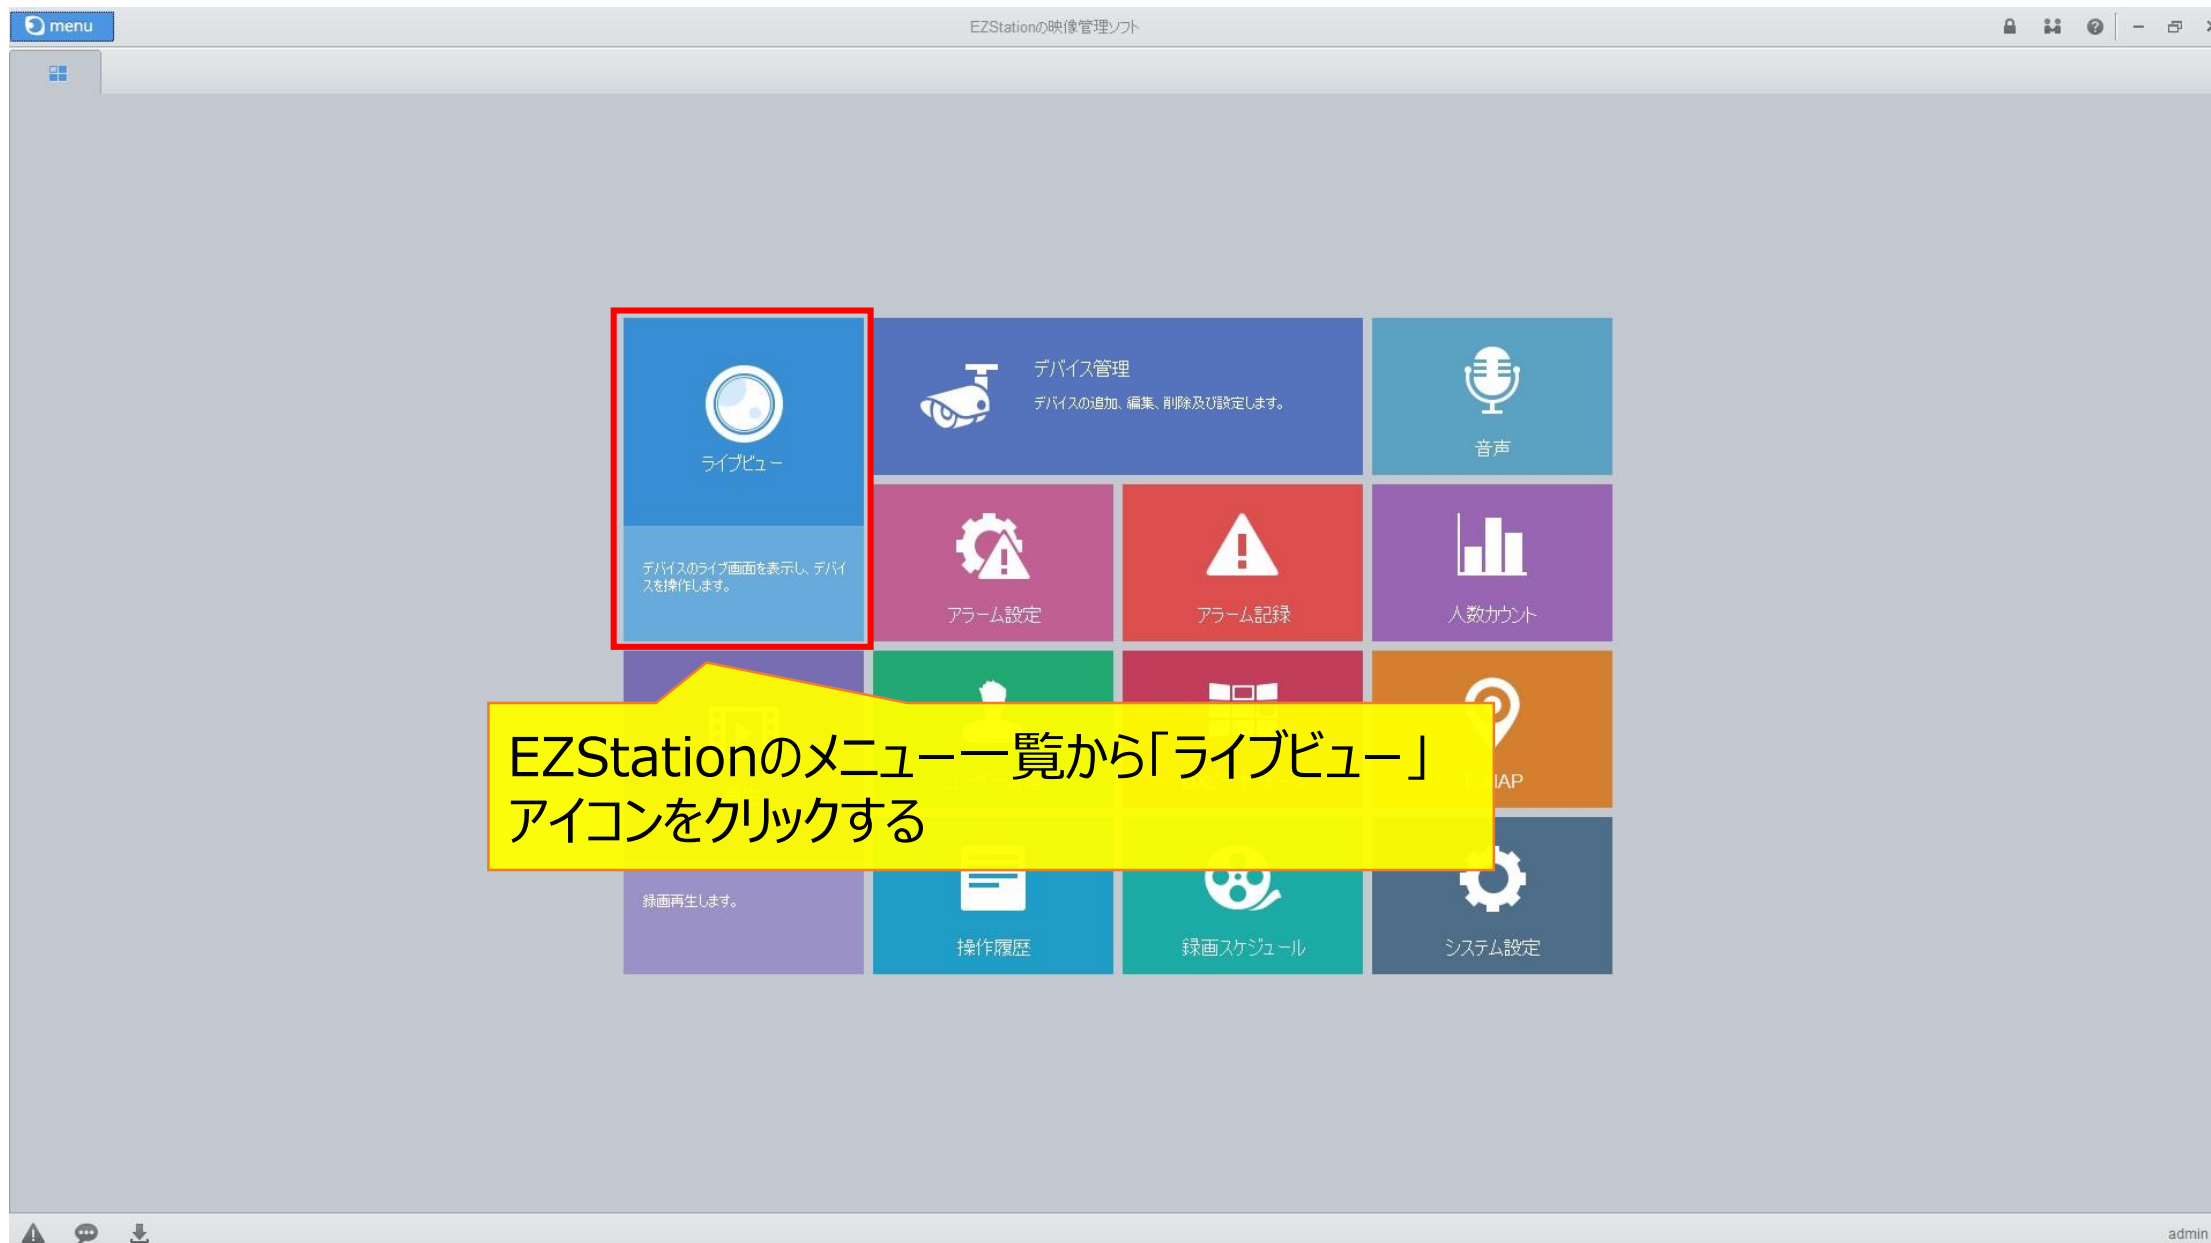 menu
EZStationの映像管理ソフト
ライブビュー
デバイスのライブ画面を表示し、デバイ
スを操作します。
デバイス管理
デバイスの追加、編集、削除及び設定します。
音声
アラーム設定
アラーム記録
人数カウント
EZStationのメニュー一覧から「ライブビュー」
アイコンをクリックする
録画再生します。
操作履歴
録画スケジュール
システム設定
admin